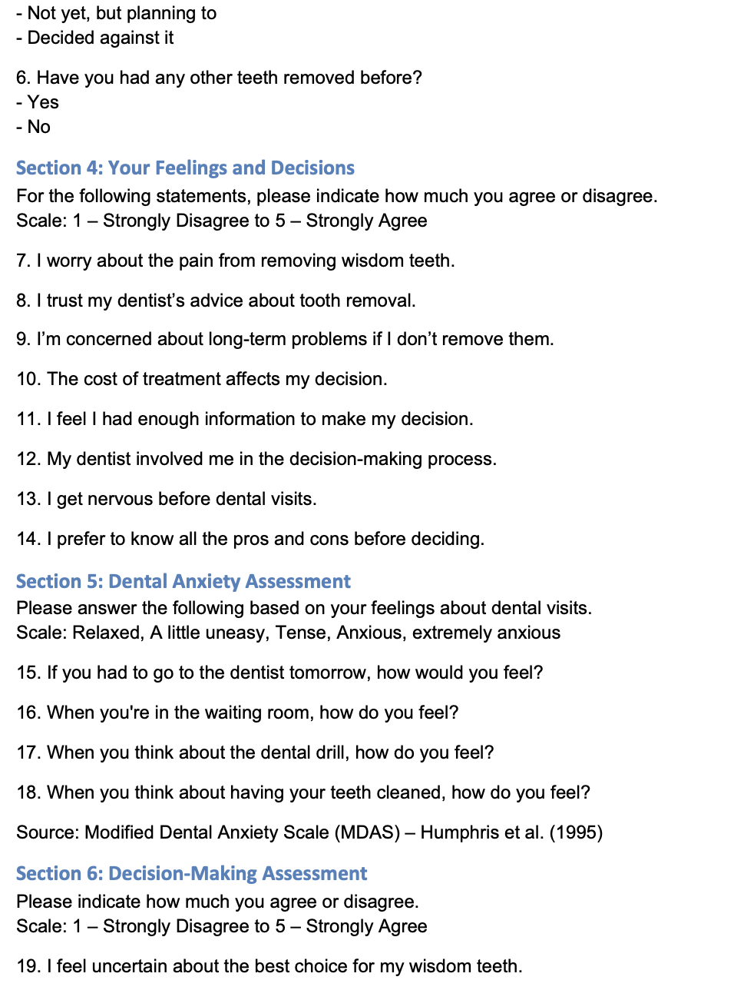 - Not yet, but planning to
- Decided against it
6. Have you had any other teeth removed before?
- Yes
- No
Section 4: Your Feelings and Decisions
For the following statements, please indicate how much you agree or disagree.
Scale: 1 – Strongly Disagree to 5 – Strongly Agree
7. I worry about the pain from removing wisdom teeth.
8. I trust my dentist’s advice about tooth removal.
9. I’m concerned about long-term problems if I don’t remove them.
10. The cost of treatment affects my decision.
11. I feel I had enough information to make my decision.
12. My dentist involved me in the decision-making process.
13. I get nervous before dental visits.
14. I prefer to know all the pros and cons before deciding.
Section 5: Dental Anxiety Assessment
Please answer the following based on your feelings about dental visits.
Scale: Relaxed, A little uneasy, Tense, Anxious, extremely anxious
15. If you had to go to the dentist tomorrow, how would you feel?
16. When you're in the waiting room, how do you feel?
17. When you think about the dental drill, how do you feel?
18. When you think about having your teeth cleaned, how do you feel?
Source: Modified Dental Anxiety Scale (MDAS) – Humphris et al. (1995)
Section 6: Decision-Making Assessment
Please indicate how much you agree or disagree.
Scale: 1 – Strongly Disagree to 5 – Strongly Agree
19. I feel uncertain about the best choice for my wisdom teeth.